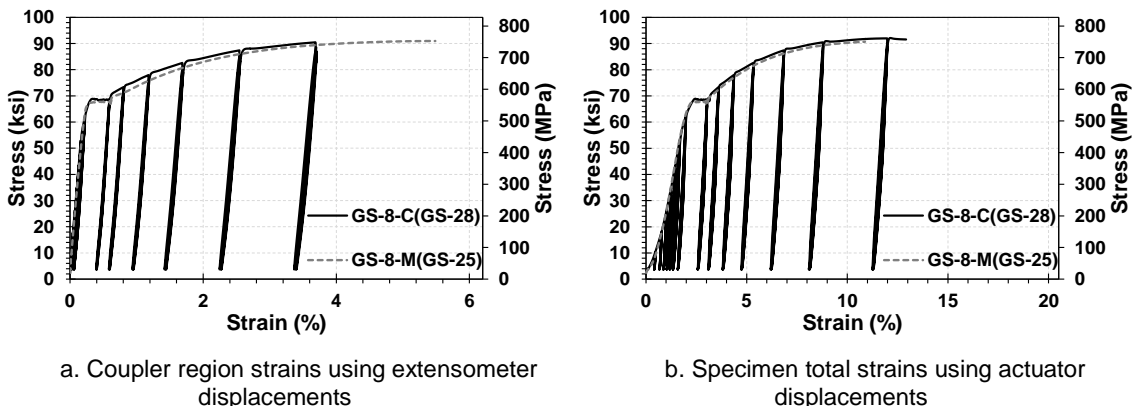 100
90
80
70
60
50
40
30
20
10
0
Stress (ksi)
800
700
600
500
400
300
200
100
0
Stress (MPa)
GS-8-C(GS-28)
GS-8-M(GS-25)
0 2 4 6
Strain (%)
a. Coupler region strains using extensometer
displacements
100
90
80
70
60
50
40
30
20
10
0
Stress (ksi)
800
700
600
500
400
300
200
100
0
Stress (MPa)
GS-8-C(GS-28)
GS-8-M(GS-25)
0 5 10 15 20
Strain (%)
b. Specimen total strains using actuator
displacements